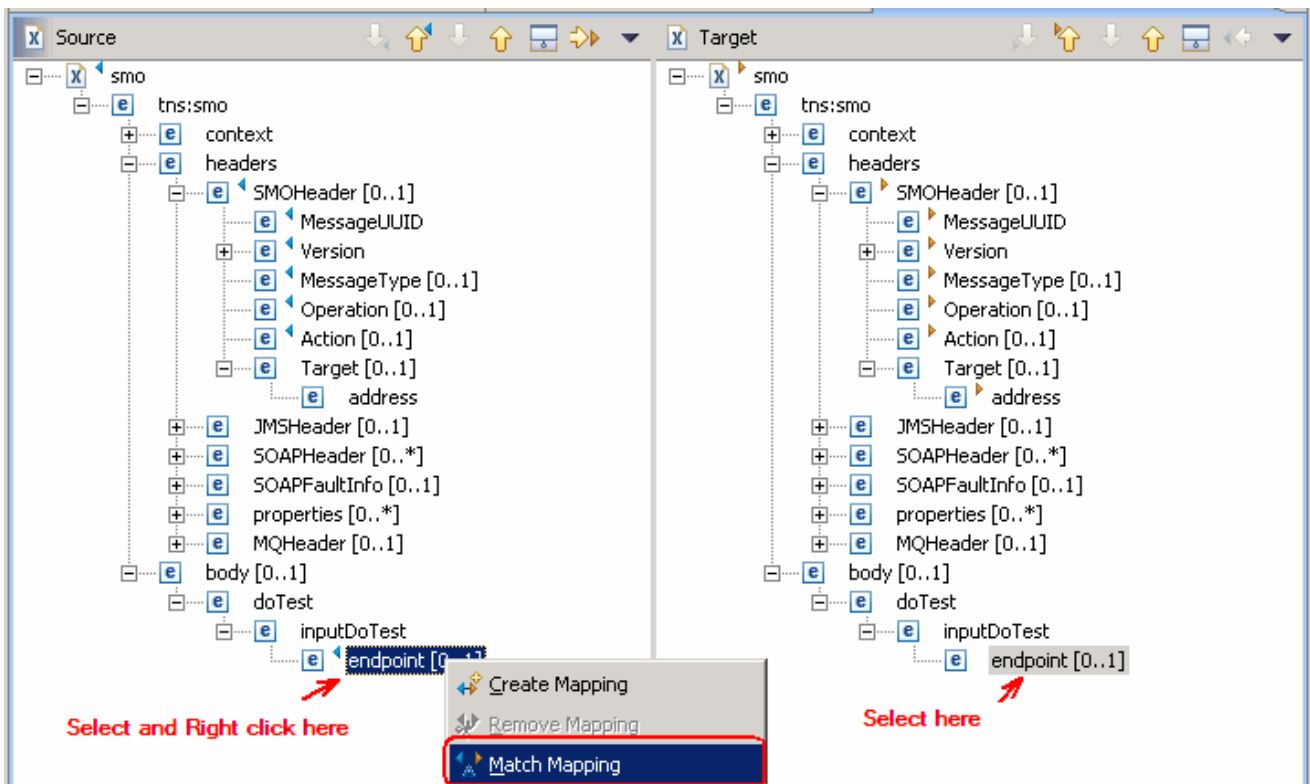 Source
smo
tns:smo
context
headers
SMOHeader [0..1]
MessageUUID
Version
MessageType [0..1]
Operation [0..1]
Action [0..1]
Target [0..1]
address
JMSHeader [0..1]
SOAPHeader [0..*]
SOAPFaultInfo [0..1]
properties [0..*]
MQHeader [0..1]
body [0..1]
doTest
inputDoTest
endpoint [0..1]
Select and Right click here
Create Mapping
Remove Mapping
Match Mapping
Target
smo
tns:smo
context
headers
SMOHeader [0..1]
MessageUUID
Version
MessageType [0..1]
Operation [0..1]
Action [0..1]
Target [0..1]
address
JMSHeader [0..1]
SOAPHeader [0..*]
SOAPFaultInfo [0..1]
properties [0..*]
MQHeader [0..1]
body [0..1]
doTest
inputDoTest
endpoint [0..1]
Select here